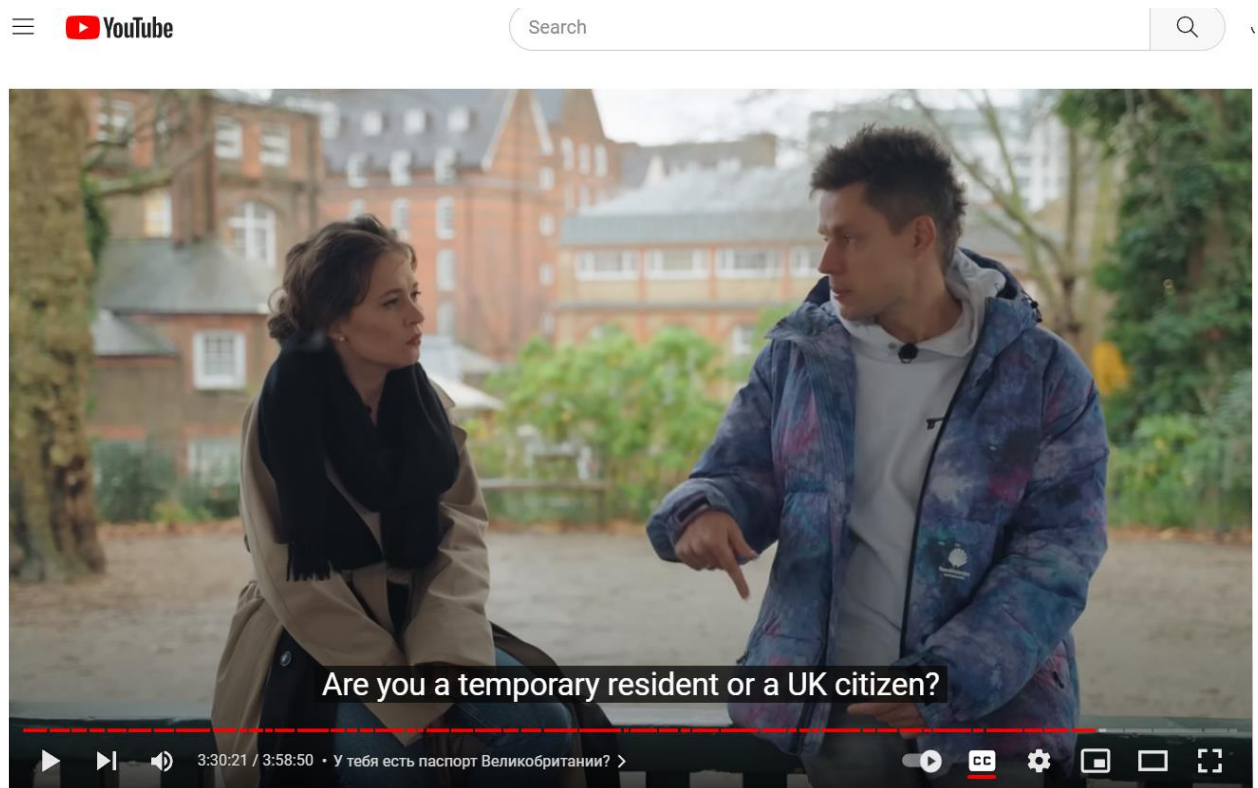 YouTube
Search
Are you a temporary resident or a UK citizen?
3:30:21 / 3:58:50 • У тебя есть паспорт Великобритании? >
CC